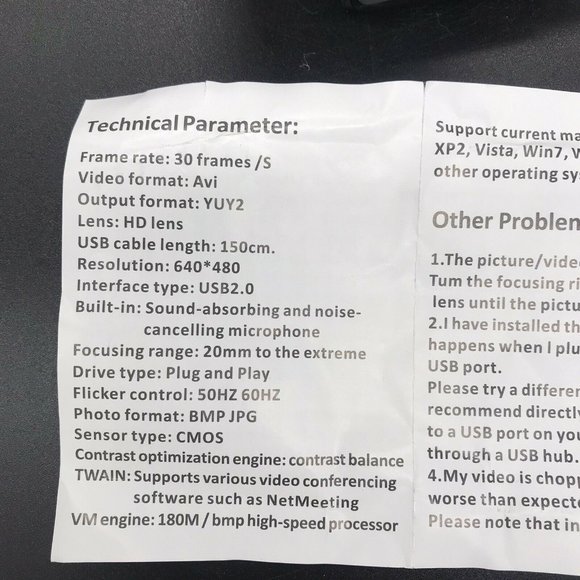 Technical Parameter:
Frame rate: 30 frames /S
Video format: Avi
Output format: YUY2
Lens: HD lens
USB cable length: 150cm.
Resolution: 640*480
Interface type: USB2.0
Built-in: Sound-absorbing and noise-
cancelling microphone
Focusing range: 20mm to the extreme
Drive type: Plug and Play
Flicker control: 50HZ 60HZ
Photo format: BMP JPG
Sensor type: CMOS
Contrast optimization engine: contrast balance
TWAIN: Supports various video conferencing
software such as NetMeeting
VM engine: 180M / bmp high-speed processor
Support current
XP2, Vista, Win7,
other operating
Other
1.The
Tum the focusing
lens until the
2.I have installed
happens when I
USB port.
Please try a
recommend
to a USB port on
through a USB hub.
4.My video is
worse than
Please note that in